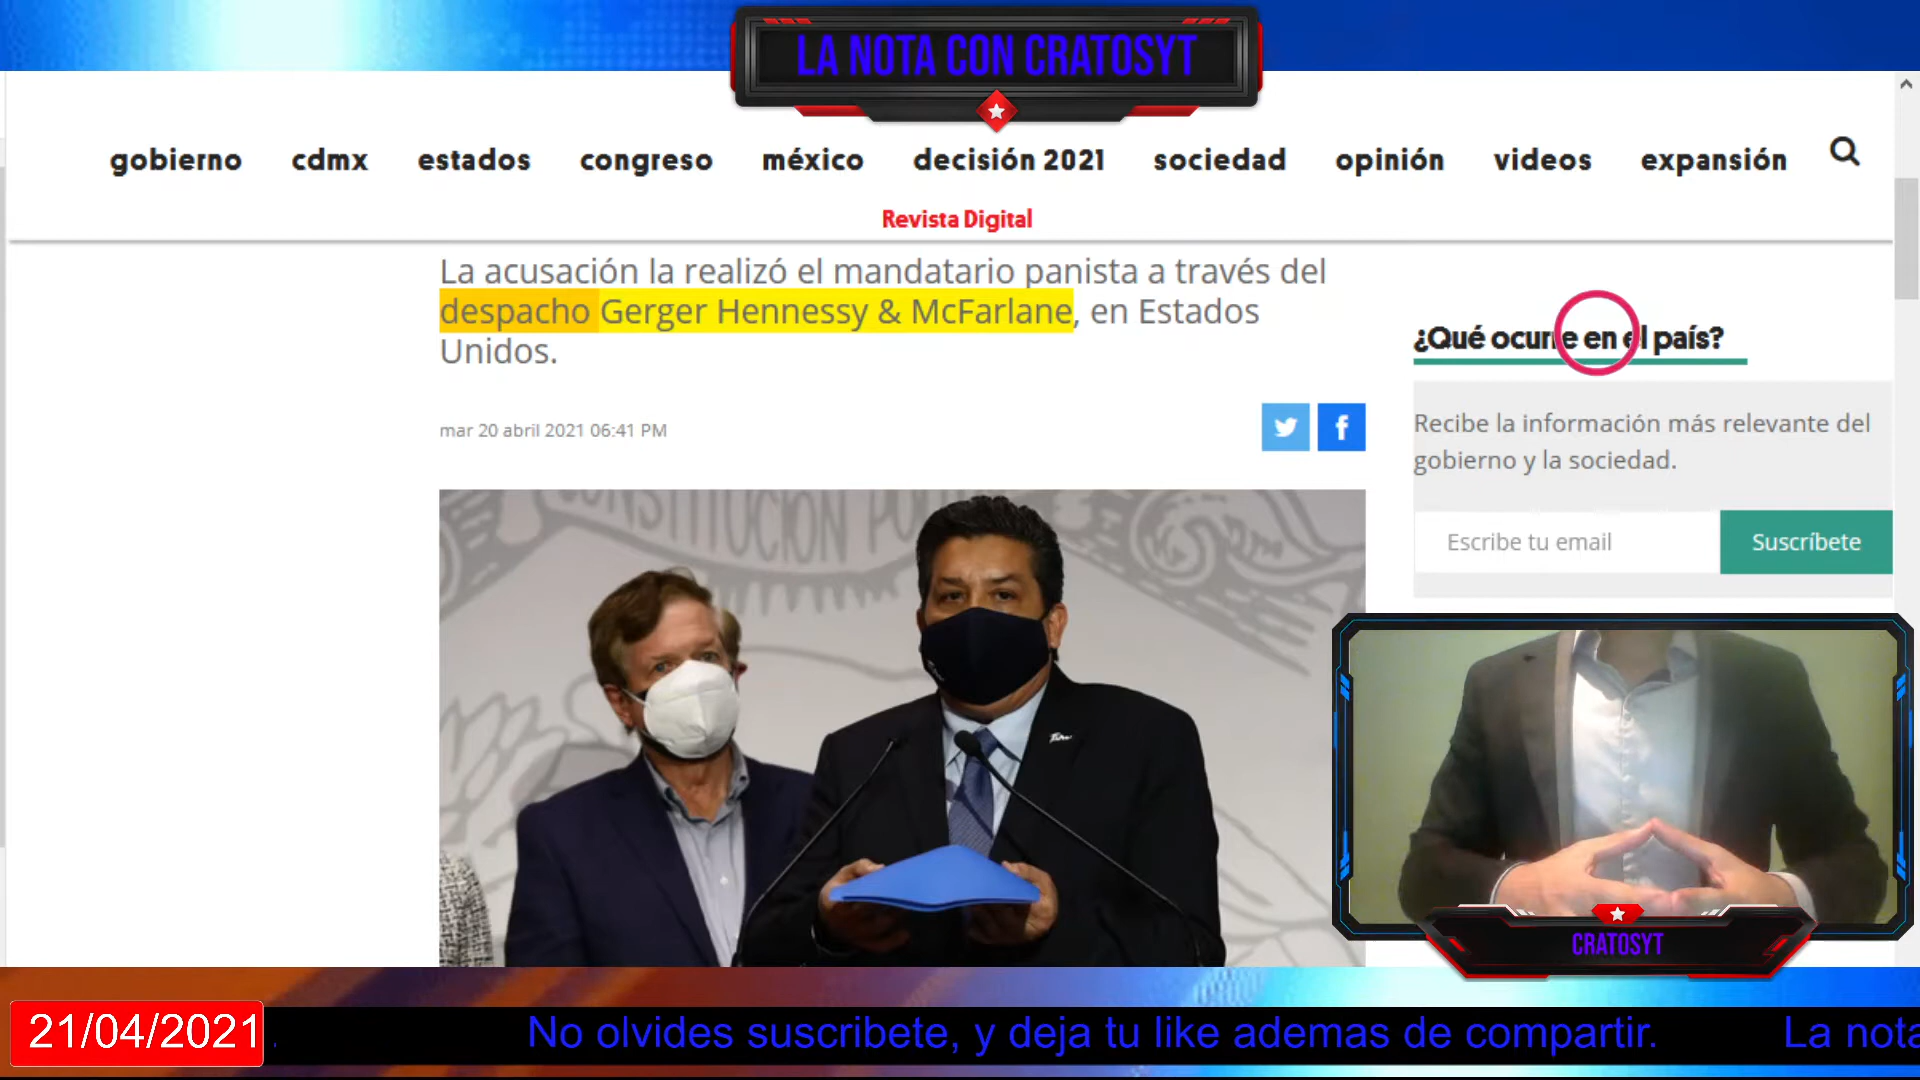 LA NOTA CON CRATOSYT
gobierno cdmx estados congreso méxico decisión 2021 sociedad opinión videos expansión
Revista Digital
La acusación la realizó el mandatario panista a través del
despacho Gerger Hennessy & McFarlane, en Estados
Unidos.
mar 20 abril 2021 06:41 PM
¿Qué ocurre en el país?
Recibe la información más relevante del
gobierno y la sociedad.
Escribe tu email
Suscríbete
CONSTITUCION PO
CRATOSYT
21/04/2021
. No olvides suscribete, y deja tu like ademas de compartir. La nota